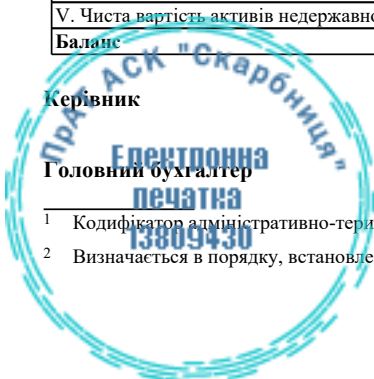 V. Чиста вартість активів недержавно
Баланс
ПрАТ АСК "Скарбниця"
Керівник
Електронна
Головний бухгалтер
печатка
13809430
1 Кодифікатор адміністративно-тери
2 Визначається в порядку, встановле